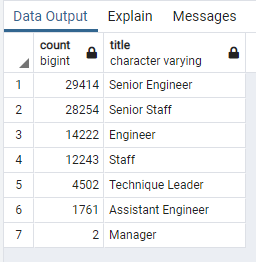 Data Output Explain Messages
count title
bigint character varying
1 29414 Senior Engineer
2 28254 Senior Staff
3 14222 Engineer
4 12243 Staff
5 4502 Technique Leader
6 1761 Assistant Engineer
7 2 Manager